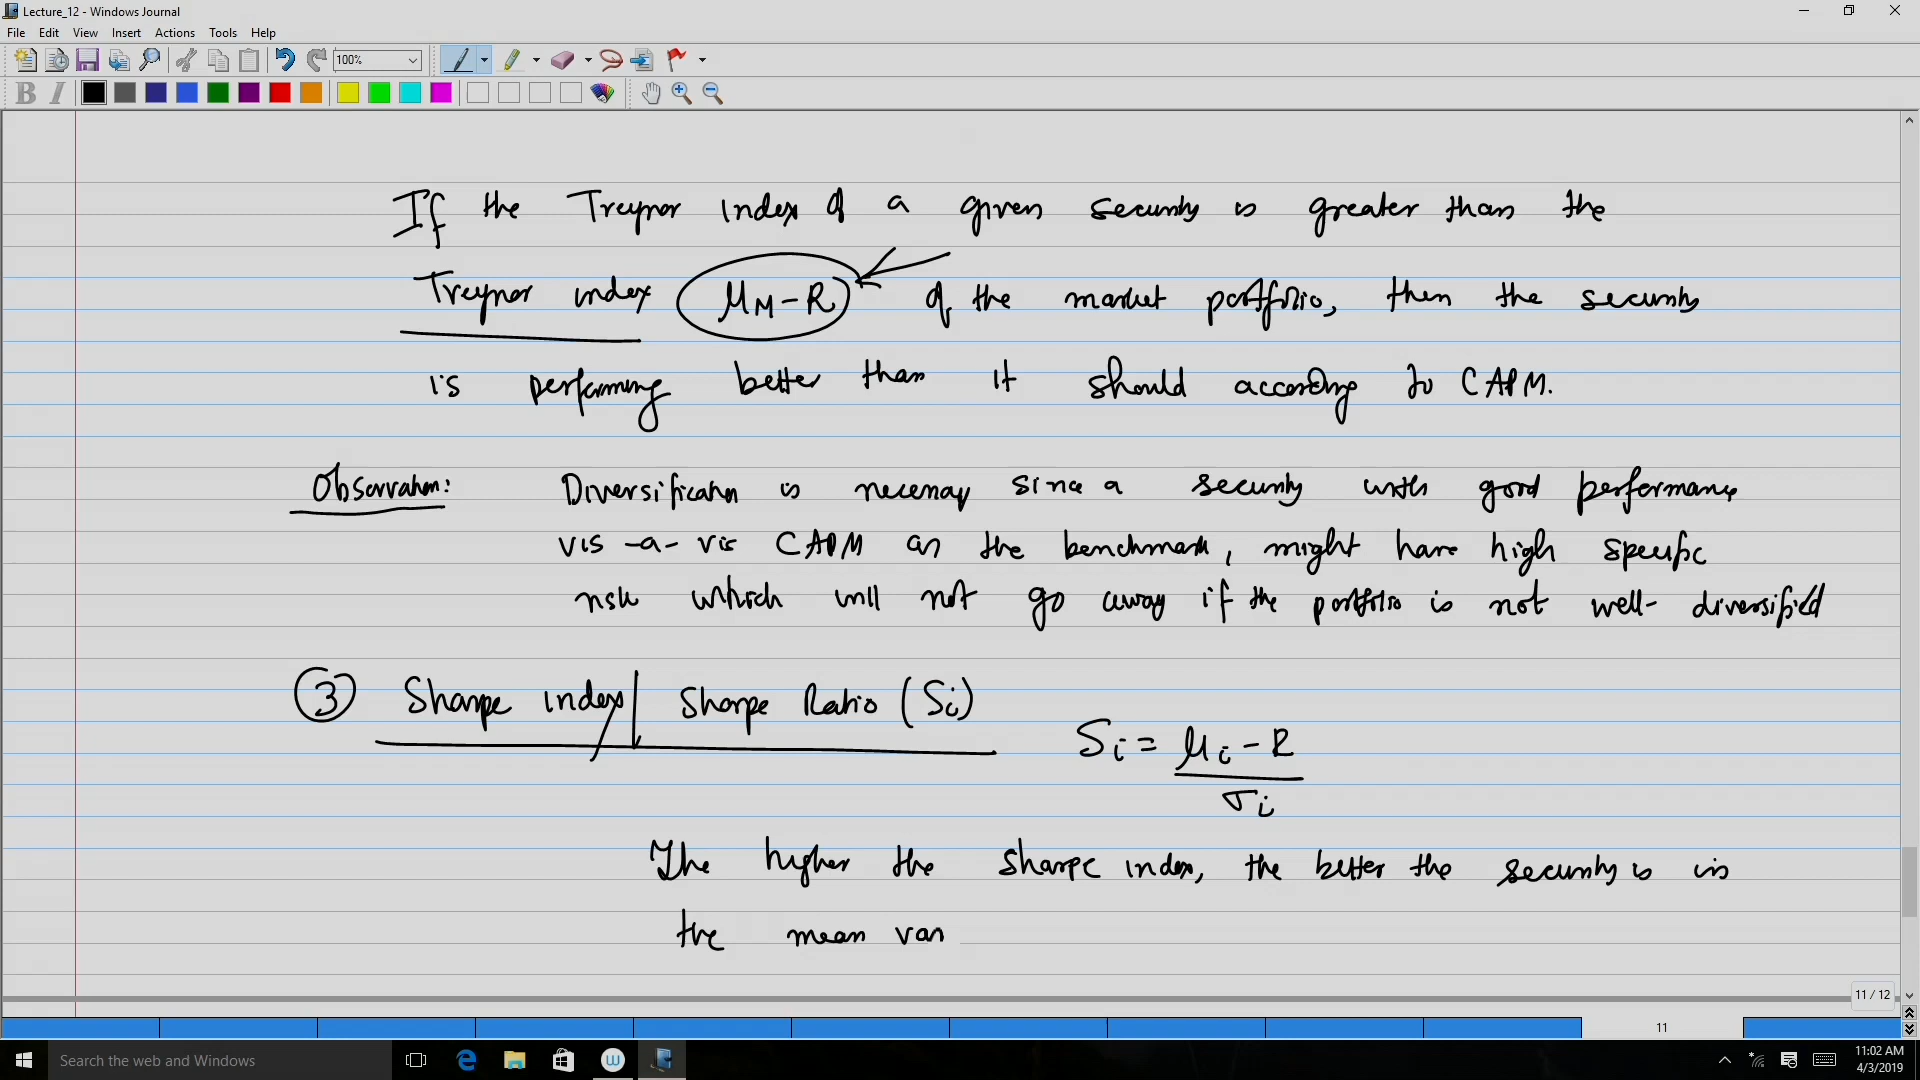 Lecture_12 - Windows Journal
File Edit View Insert Actions Tools Help
100%
B I
If the Treynor index of a given security is greater than the
Treynor index μM - R of the market portfolio, then the security
is performing better than it should according to CAPM.
Observation: Diversification is necessary since a security with good performance
vis-a-vis CAPM as the benchmark, might have high specific
risk which will not go away if the portfolio is not well-diversified
3 Sharpe index / Sharpe Ratio (Si)
Si = μi - R / σi
The higher the sharpe index, the better the security is in
the mean van
11 / 12
11
Search the web and Windows
11:02 AM
4/3/2019